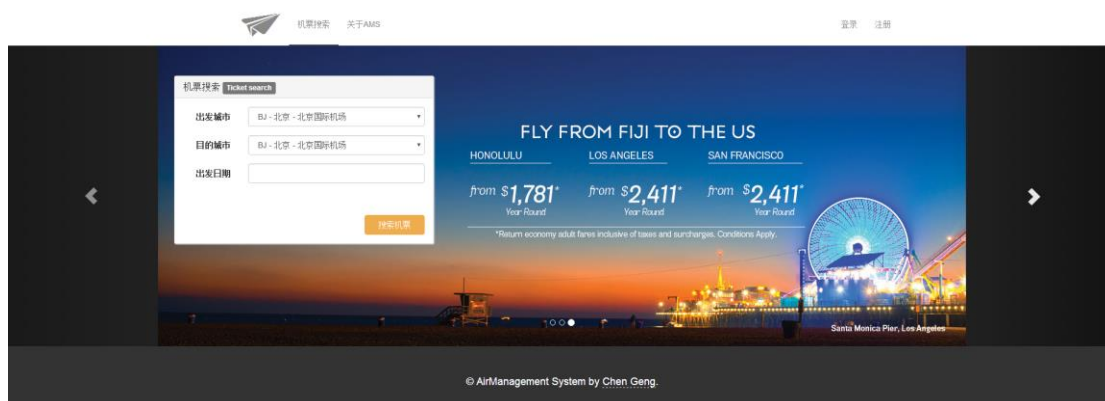 机票搜索 关于AMS 登录 注册
机票搜索 Ticket search
出发城市 BJ - 北京 - 北京国际机场
目的城市 BJ - 北京 - 北京国际机场
出发日期
搜索机票
FLY FROM FIJI TO THE US
HONOLULU LOS ANGELES SAN FRANCISCO
from $1,781* from $2,411* from $2,411*
Year Round Year Round Year Round
*Return economy adult fares inclusive of taxes and surcharges. Conditions Apply.
Santa Monica Pier, Los Angeles
© AirManagement System by Chen Geng.